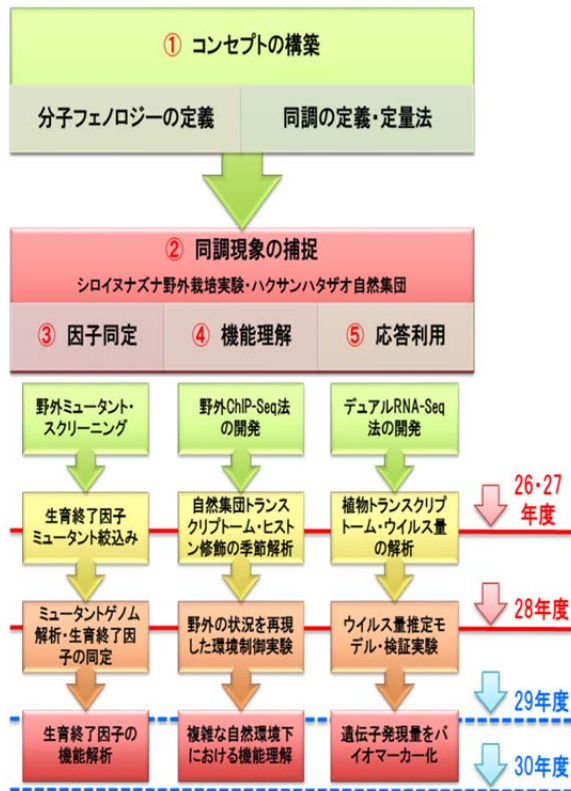 ① コンセプトの構築
分子フェノロジーの定義
同調の定義・定量法
② 同調現象の捕捉
シロイヌナズナ野外栽培実験・ハクサンハタザオ自然集団
③ 因子同定
④ 機能理解
⑤ 応答利用
野外ミュータント・
スクリーニング
野外ChIP-Seq法
の開発
デュアルRNA-Seq
法の開発
26・27
年度
生育終了因子
ミュータント絞込み
自然集団トランス
クリプトーム・ヒスト
ン修飾の季節解析
植物トランスクリプ
トーム・ウイルス量
の解析
28年度
ミュータントゲノム
解析・生育終了因
子の同定
野外の状況を再現
した環境制御実験
ウイルス量推定モ
デル・検証実験
29年度
生育終了因子の
機能解析
複雑な自然環境下
における機能理解
遺伝子発現量をバ
イオマーカー化
30年度